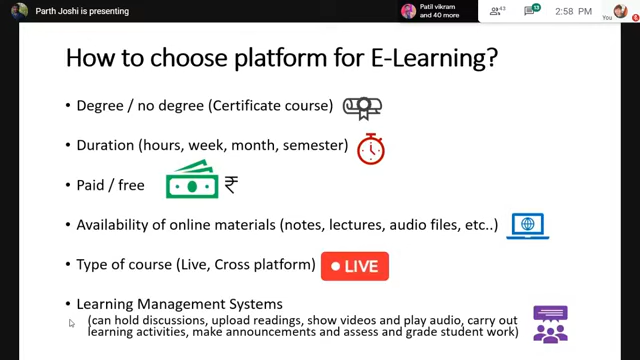 Parth Joshi is presenting
Patil vikram
and 40 more
43
13
2:58 PM
You
How to choose platform for E-Learning?
• Degree / no degree (Certificate course)
• Duration (hours, week, month, semester)
• Paid / free ₹
• Availability of online materials (notes, lectures, audio files, etc..)
• Type of course (Live, Cross platform) LIVE
• Learning Management Systems
(can hold discussions, upload readings, show videos and play audio, carry out
learning activities, make announcements and assess and grade student work)